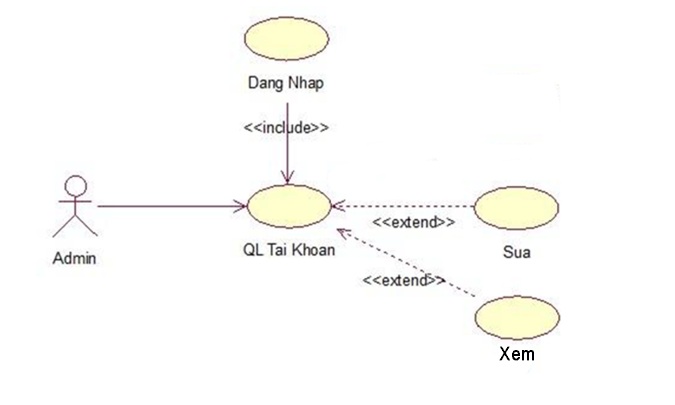 Dang Nhap
<<include>>
Admin
QL Tai Khoan
<<extend>>
Sua
<<extend>>
Xem